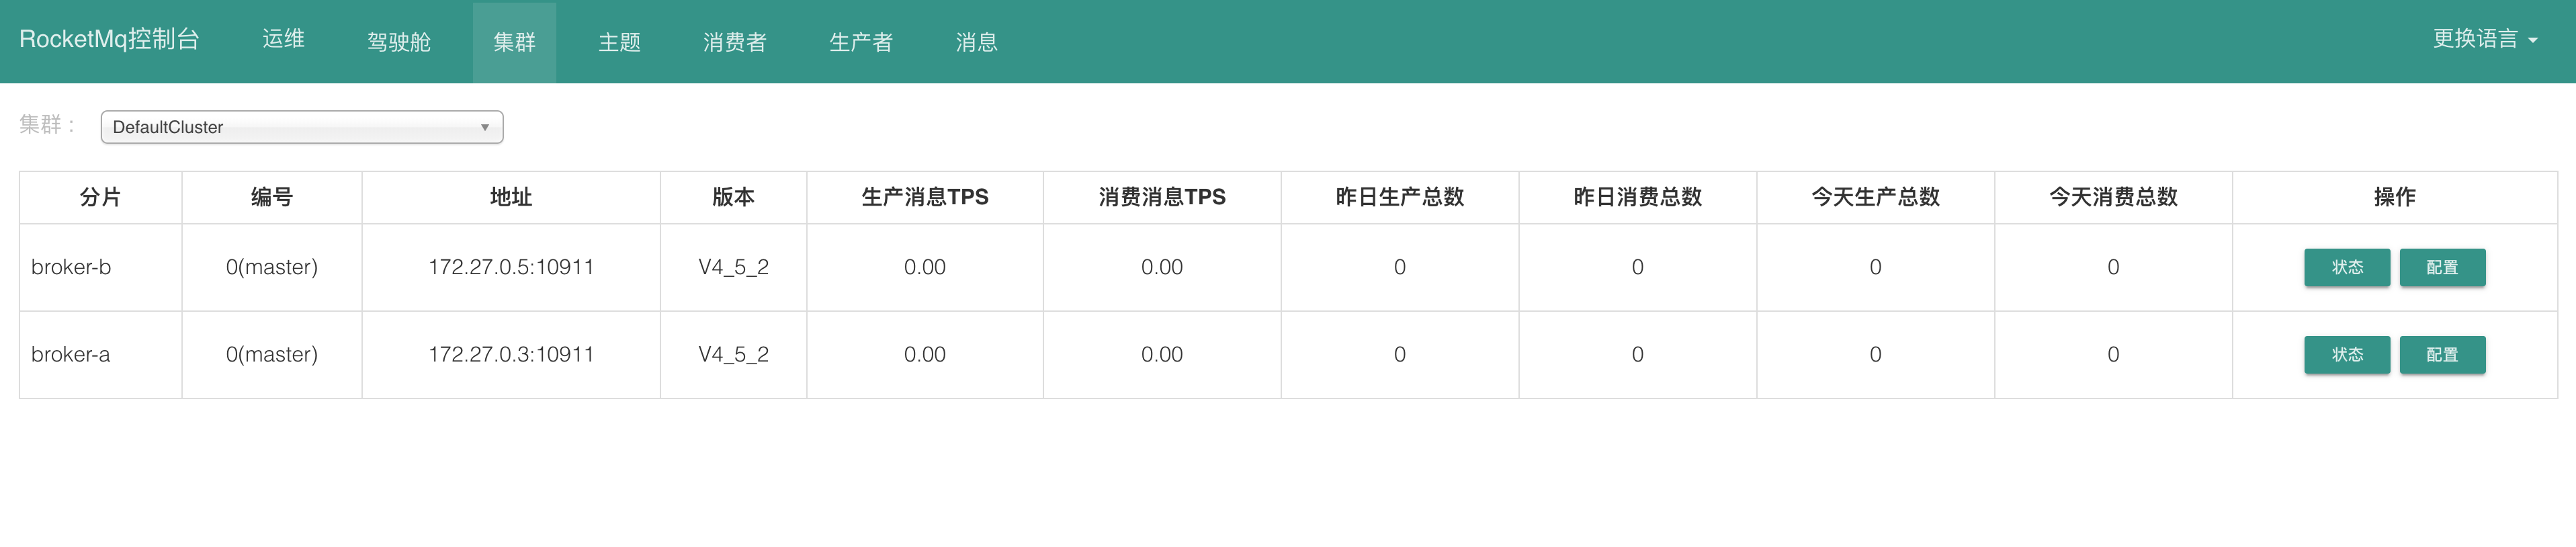 RocketMq控制台 运维 驾驶舱 集群 主题 消费者 生产者 消息 更换语言
集群： DefaultCluster
分片 编号 地址 版本 生产消息TPS 消费消息TPS 昨日生产总数 昨日消费总数 今天生产总数 今天消费总数 操作
broker-b 0(master) 172.27.0.5:10911 V4_5_2 0.00 0.00 0 0 0 0 状态 配置
broker-a 0(master) 172.27.0.3:10911 V4_5_2 0.00 0.00 0 0 0 0 状态 配置